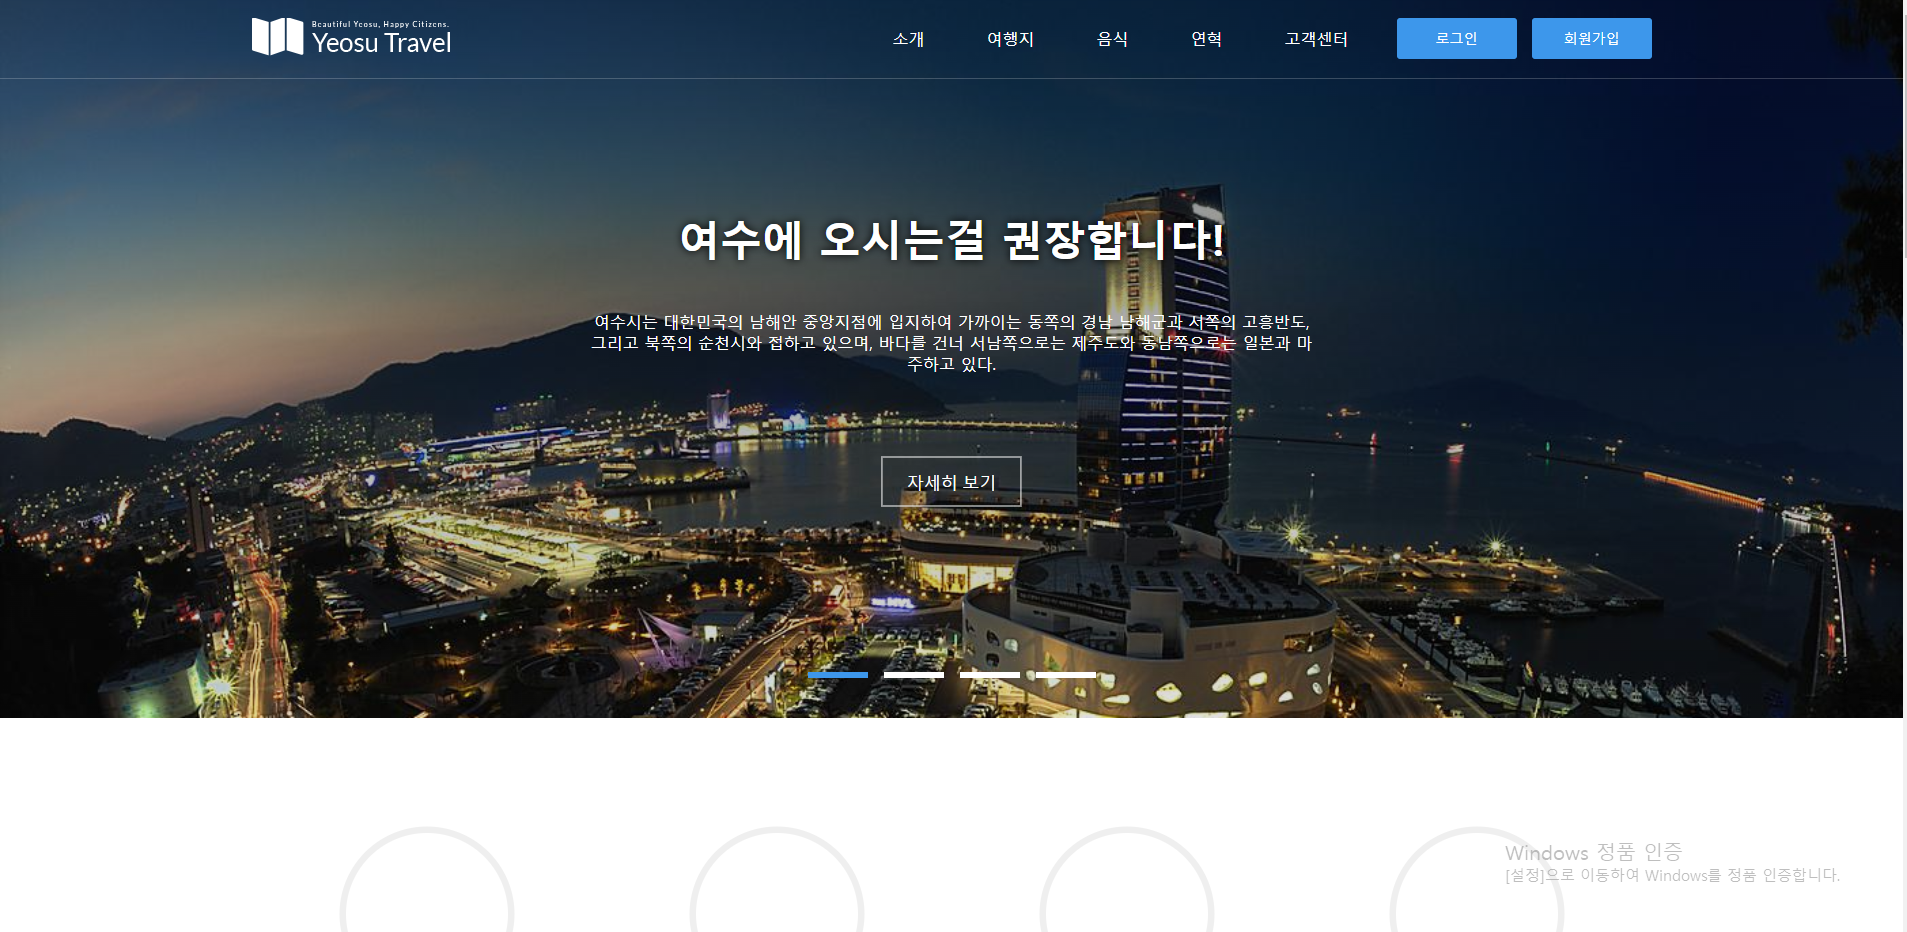 Beautiful Yeosu, Happy Citizens.
Yeosu Travel
소개
여행지
음식
연혁
고객센터
로그인
회원가입
여수에 오시는걸 권장합니다!
여수시는 대한민국의 남해안 중앙지점에 입지하여 가까이는 동쪽의 경남 남해군과 서쪽의 고흥반도,
그리고 북쪽의 순천시와 접하고 있으며, 바다를 건너 서남쪽으로는 제주도와 동남쪽으로는 일본과 마
주하고 있다.
자세히 보기
THE MVL
Windows 정품 인증
[설정]으로 이동하여 Windows를 정품 인증합니다.